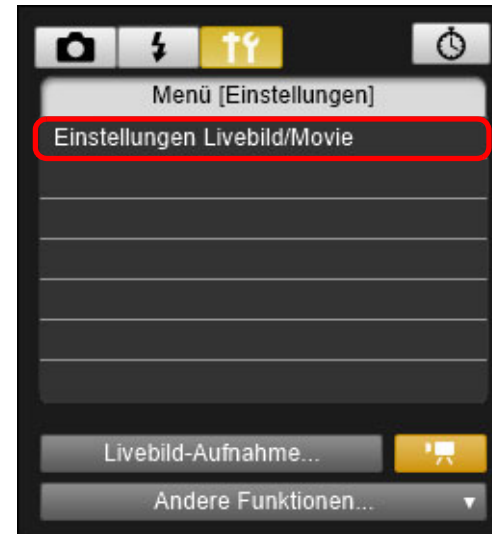 Menü [Einstellungen]
Einstellungen Livebild/Movie
Livebild-Aufnahme...
Andere Funktionen...